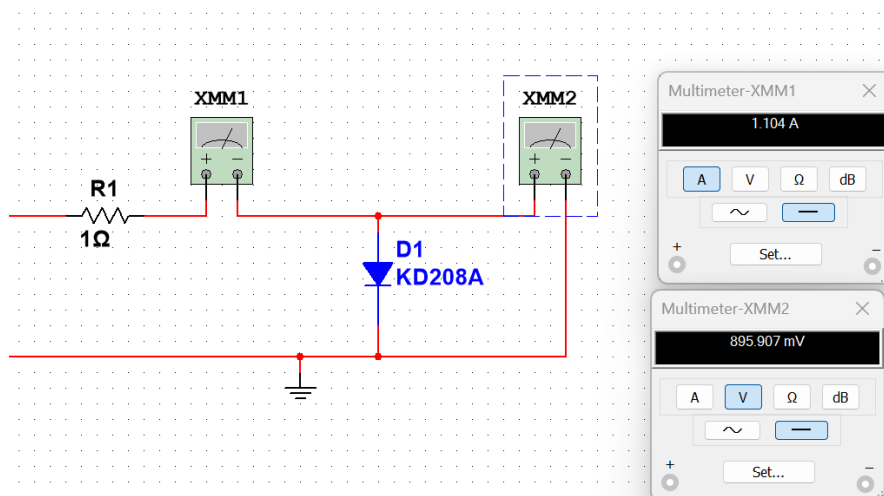 XMM1
+ −
R1
1Ω
XMM2
+ −
D1
KD208A
Multimeter-XMM1
1.104 A
A V Ω dB
+ Set... −
Multimeter-XMM2
895.907 mV
A V Ω dB
+ Set... −